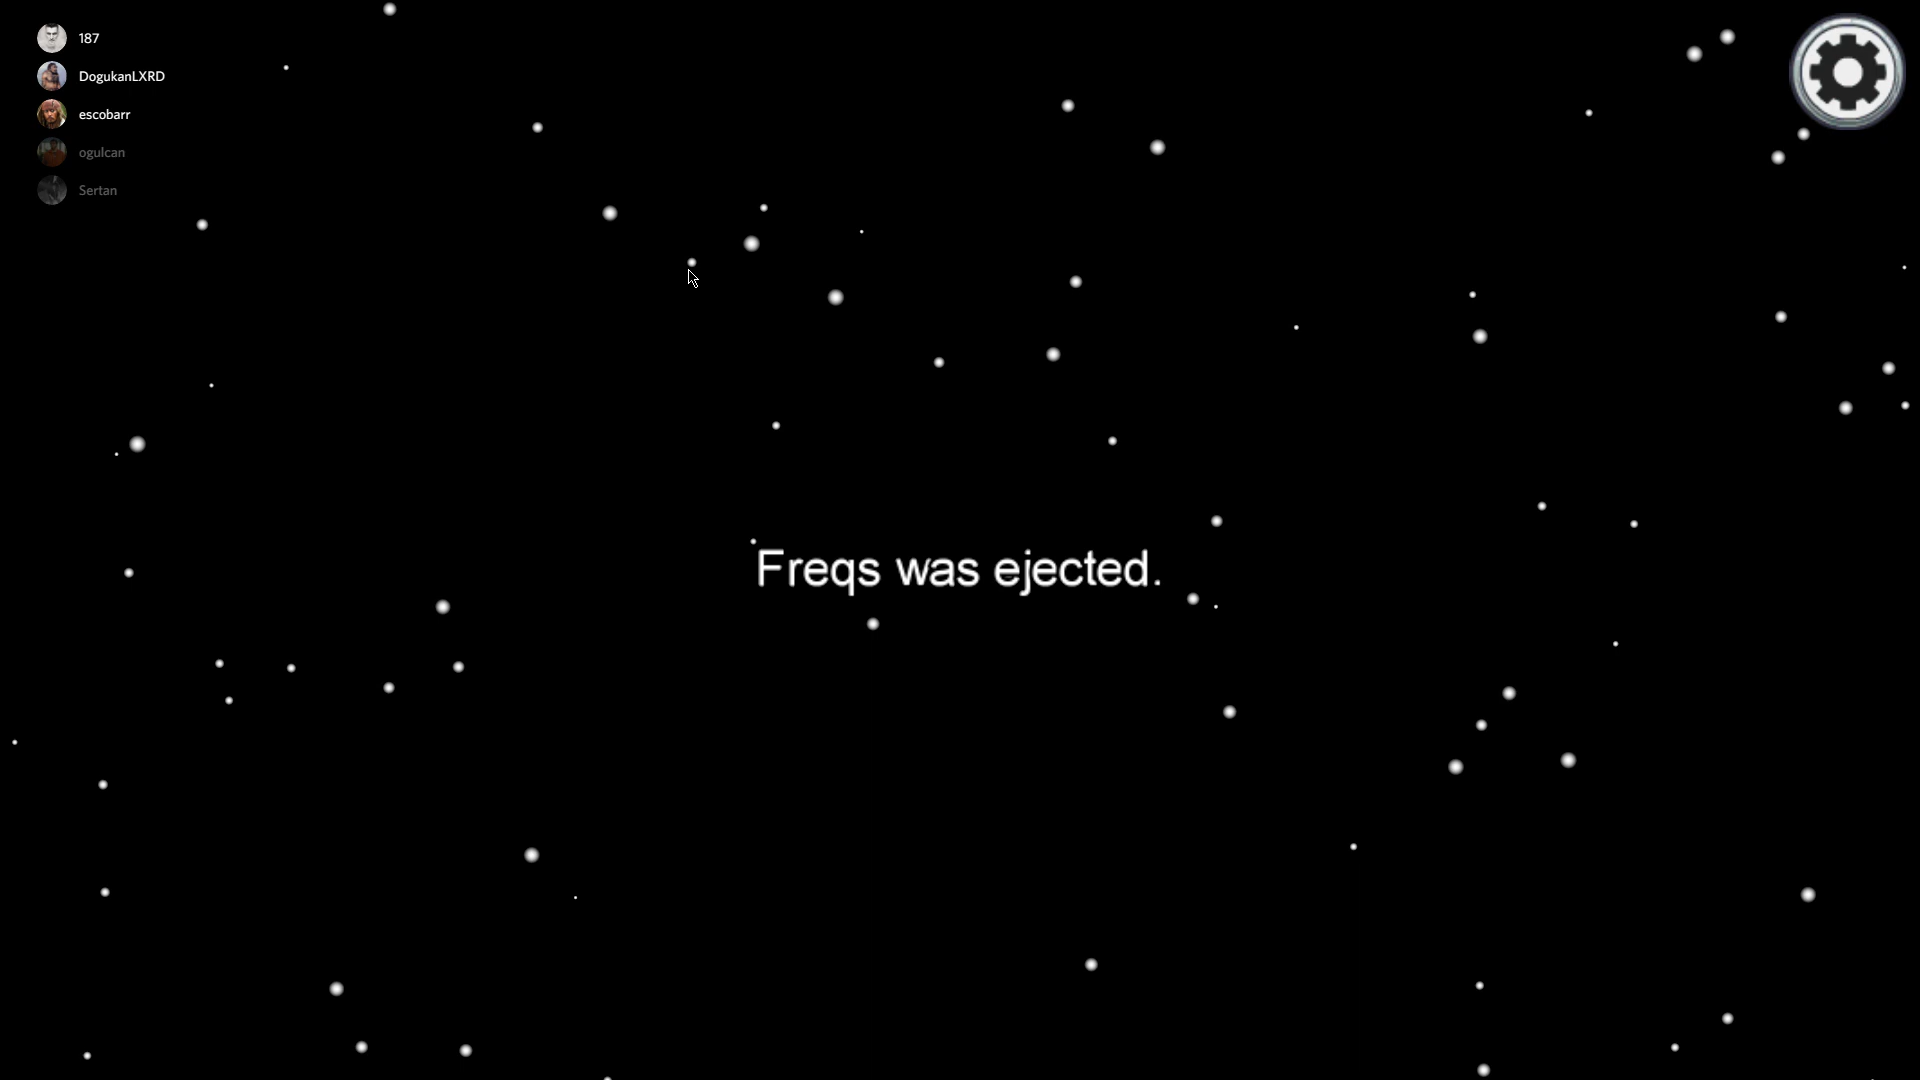 187
DogukanLXRD
escobarr
ogulcan
Sertan
Freqs was ejected.